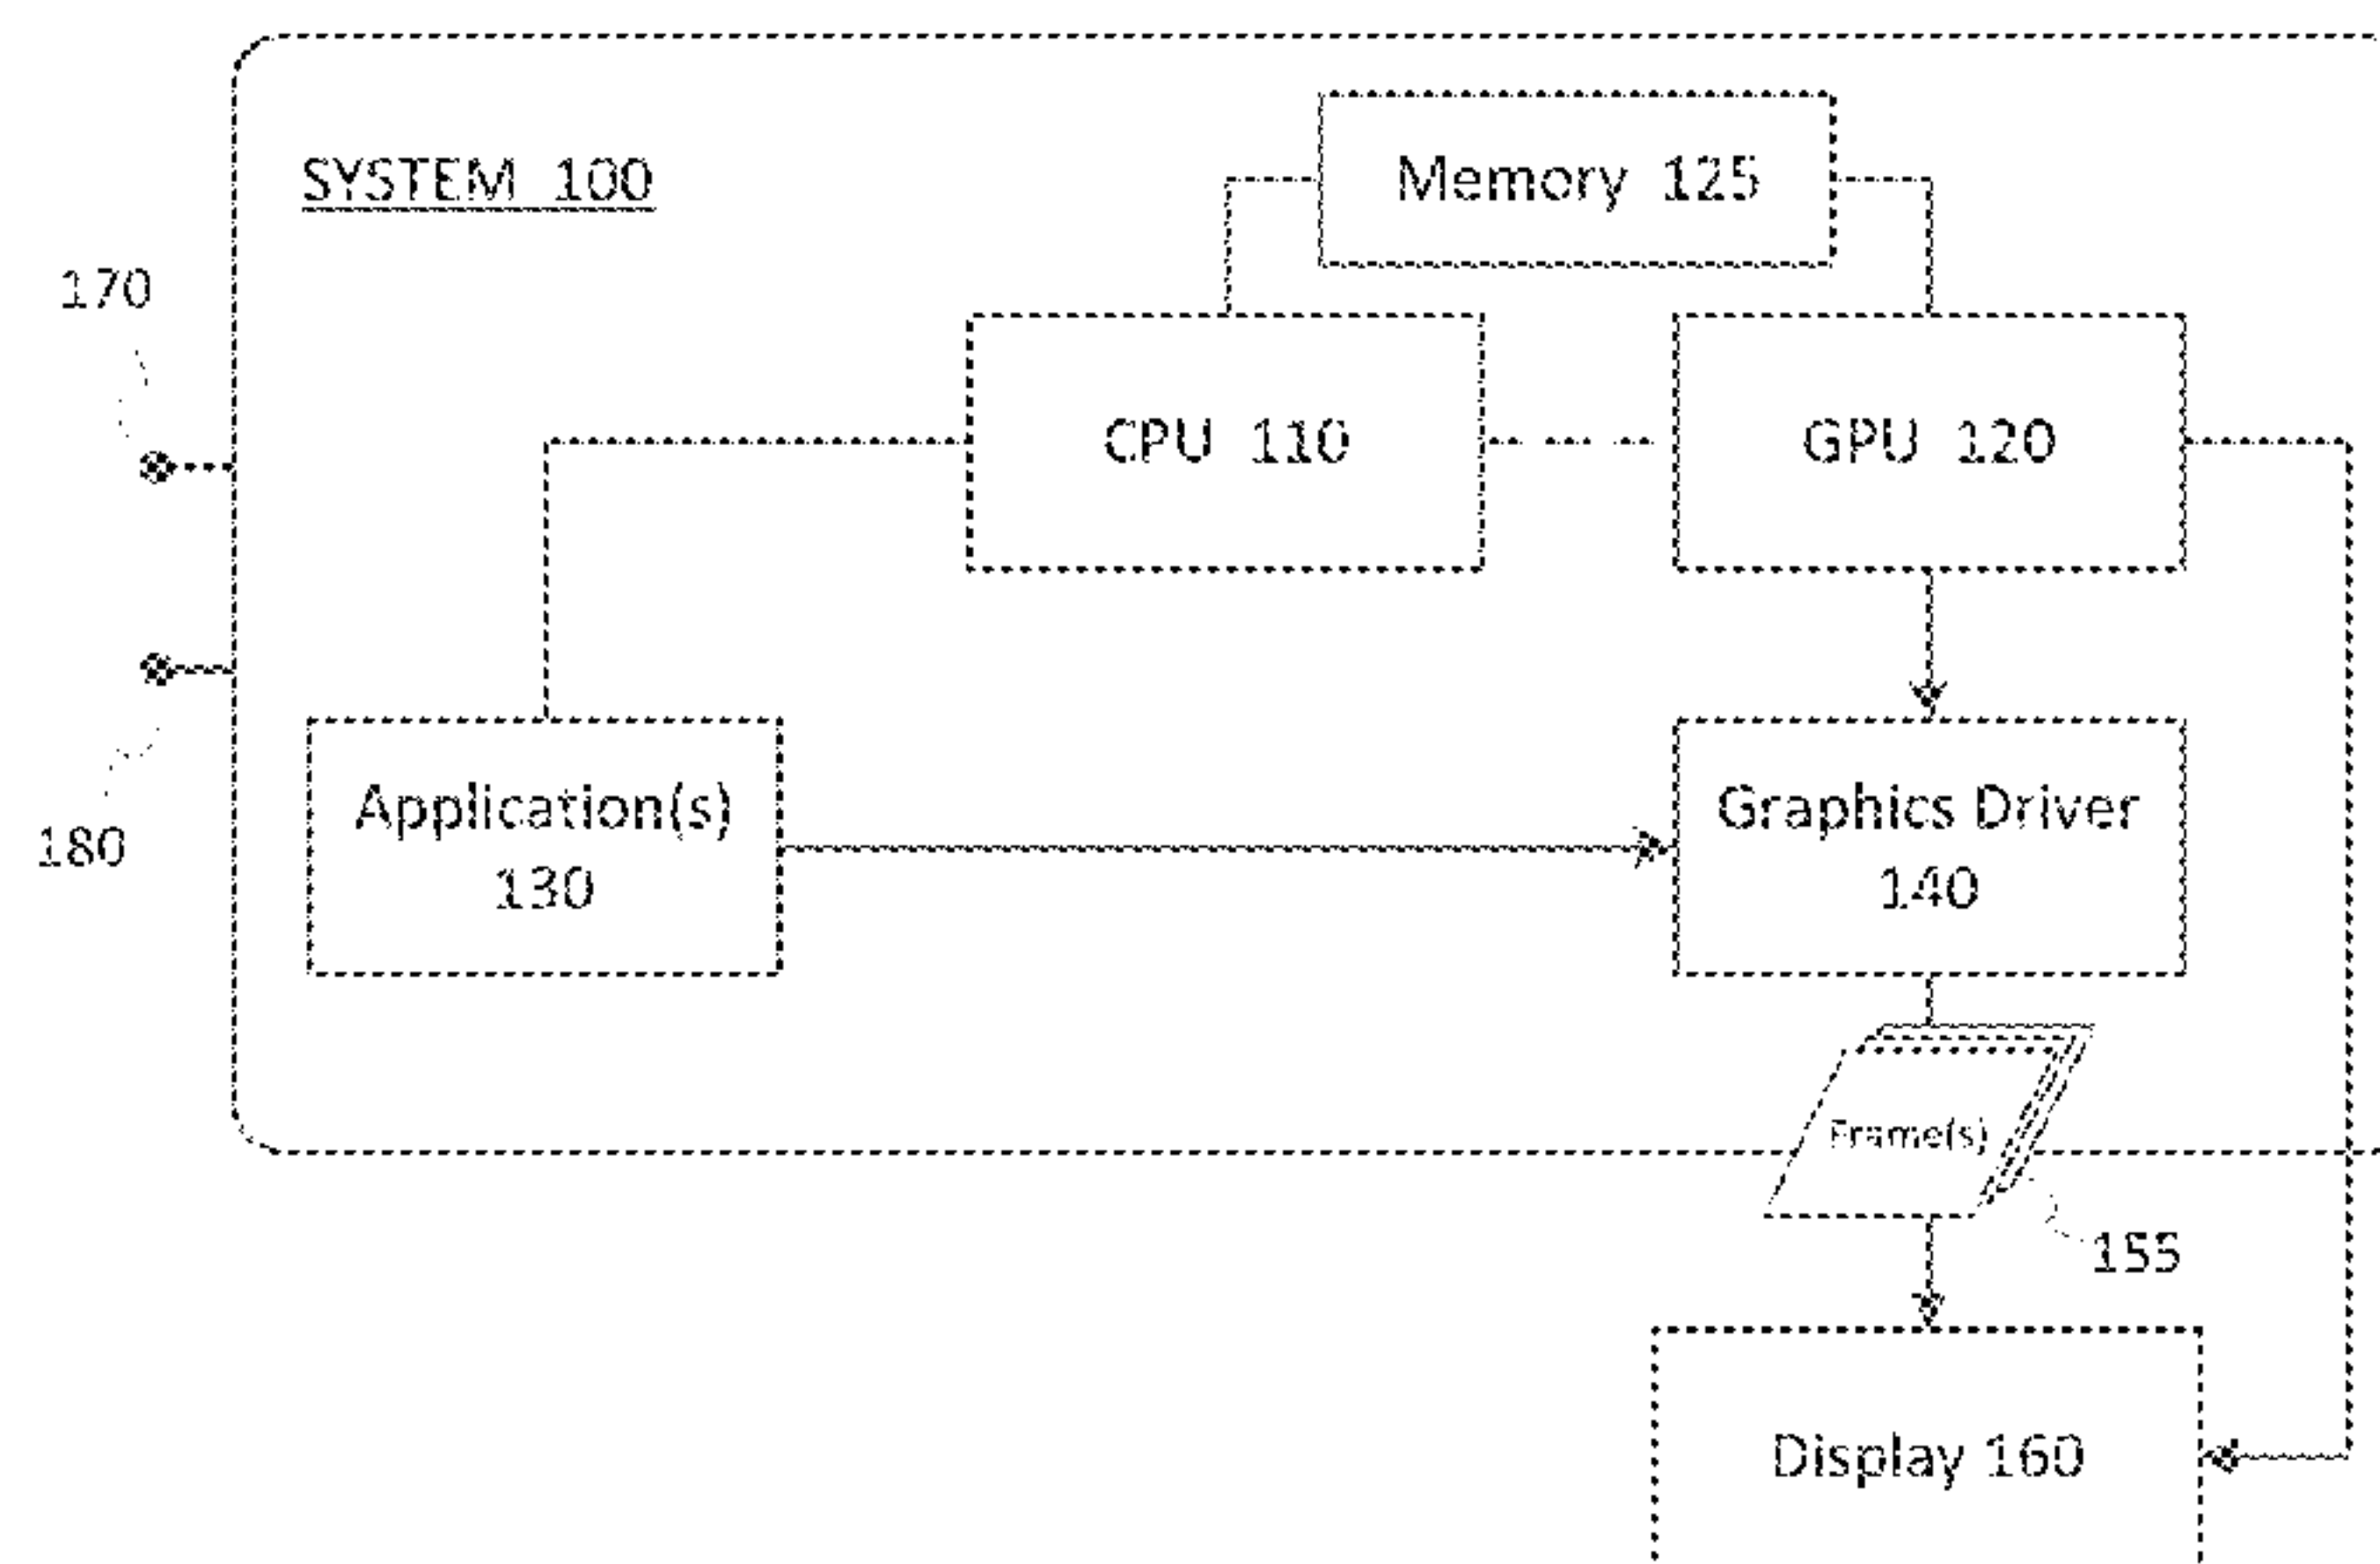 SYSTEM 100
Memory 125
170
CPU 110
GPU 120
Application(s)
130
Graphics Driver
140
180
Frame(s)
155
Display 160